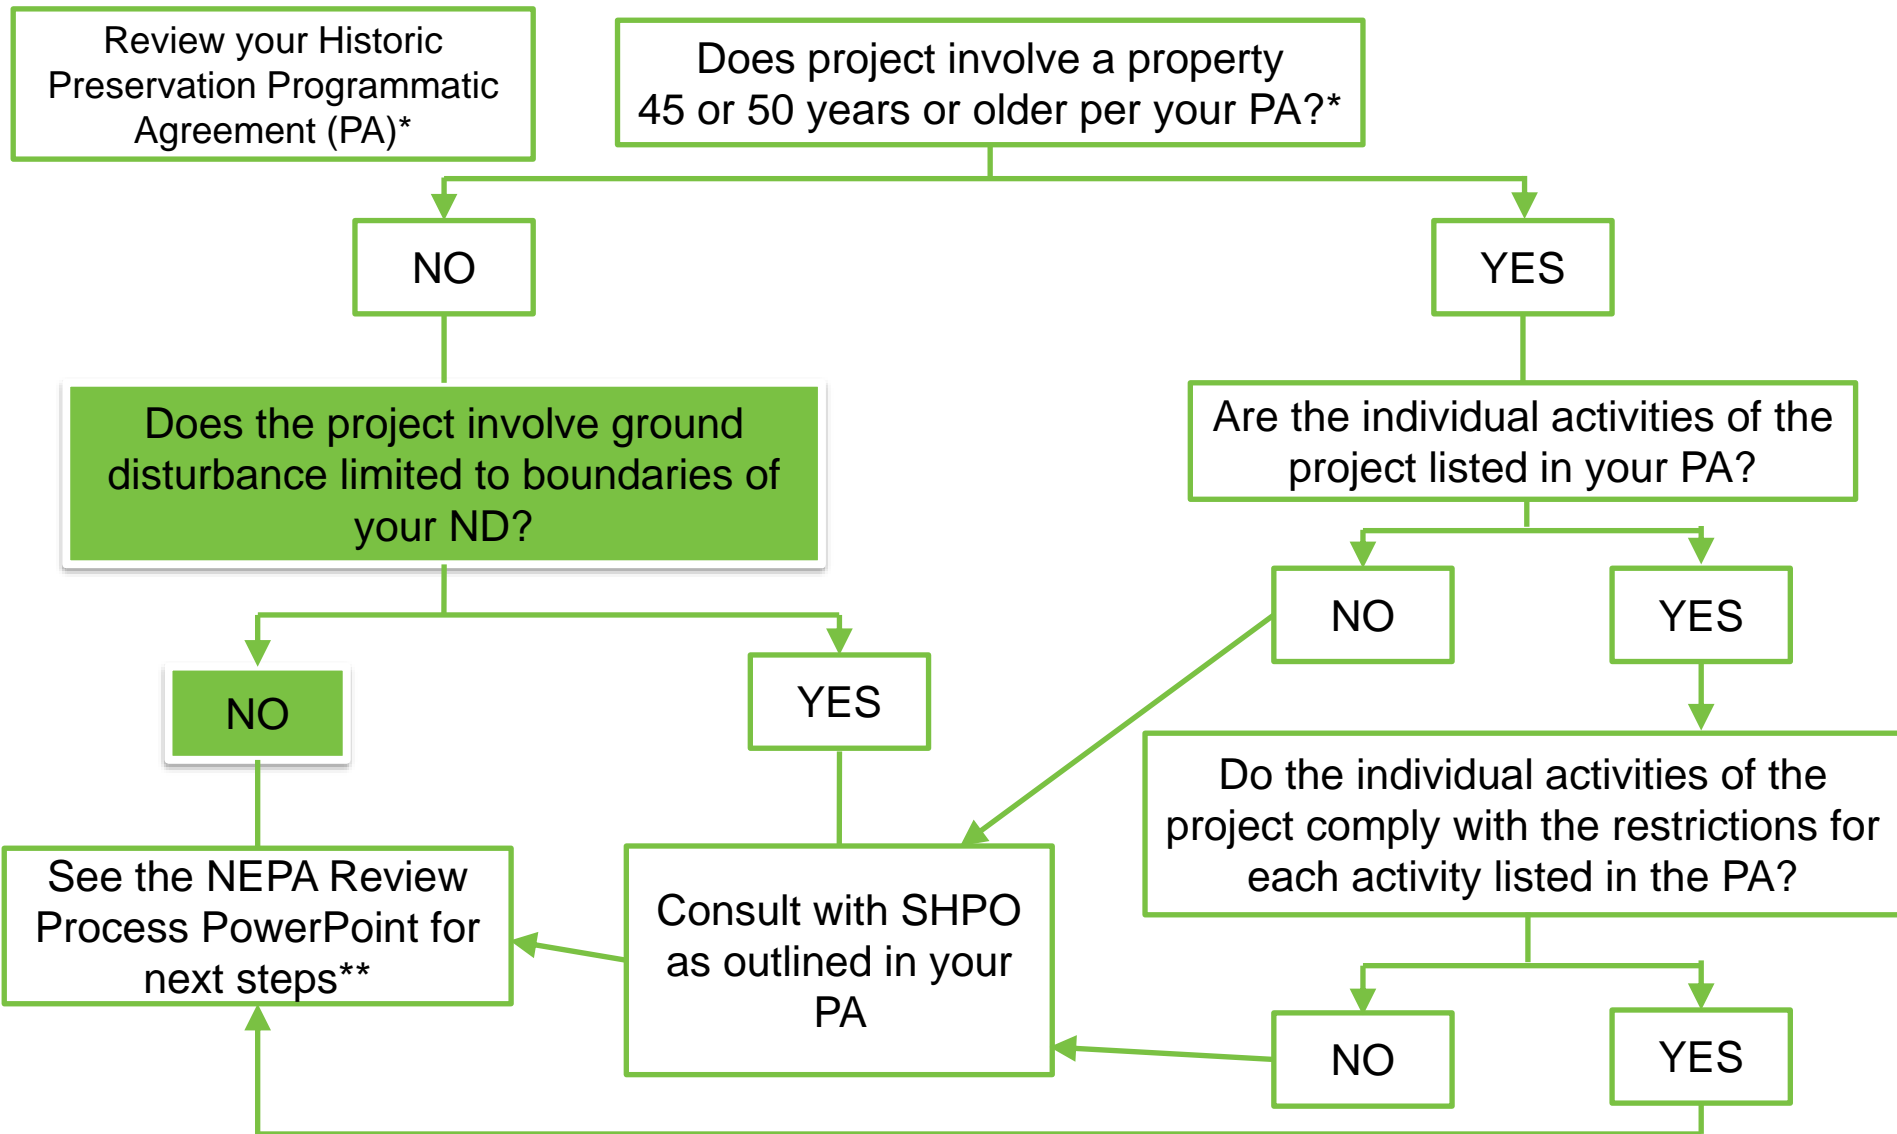 Review your Historic
Preservation Programmatic
Agreement (PA)*
Does project involve a property
45 or 50 years or older per your PA?*
NO
YES
Does the project involve ground
disturbance limited to boundaries of
your ND?
Are the individual activities of the
project listed in your PA?
NO
YES
NO
YES
Do the individual activities of the
project comply with the restrictions for
each activity listed in the PA?
See the NEPA Review
Process PowerPoint for
next steps**
Consult with SHPO
as outlined in your
PA
NO
YES